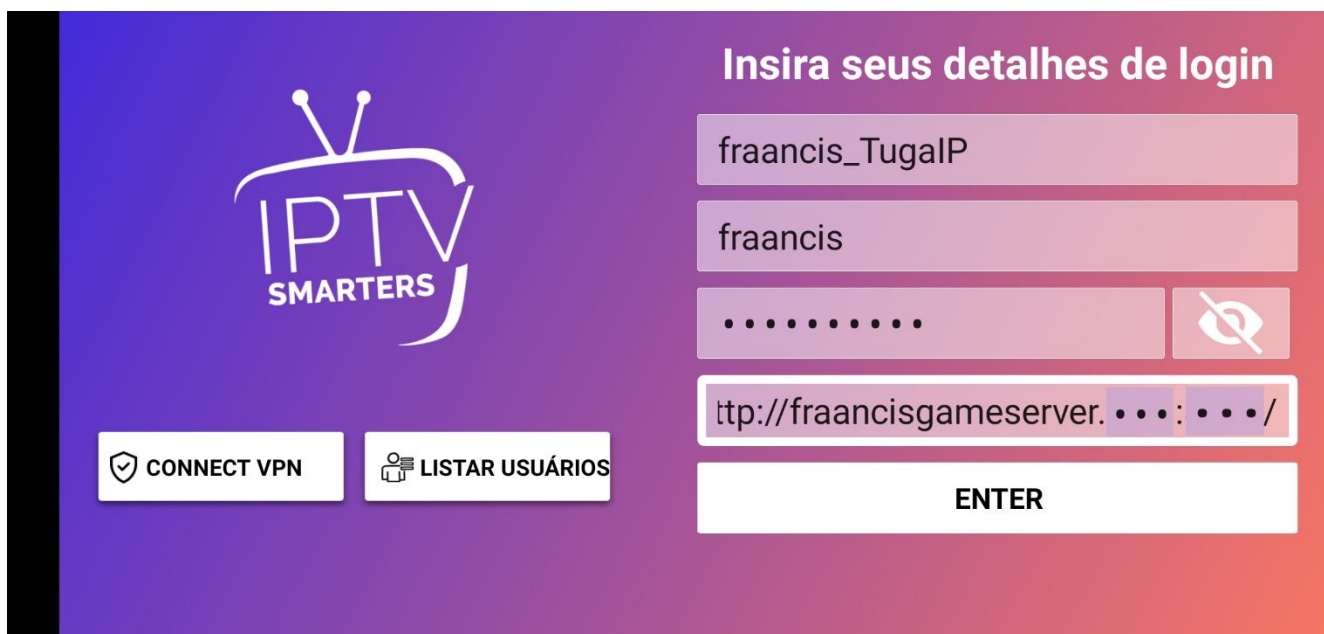 IPTV
SMARTERS
CONNECT VPN
LISTAR USUÁRIOS
Insira seus detalhes de login
fraancis_TugaIP
fraancis
••••••••••
ttp://fraancisgameserver.•••:•••/
ENTER